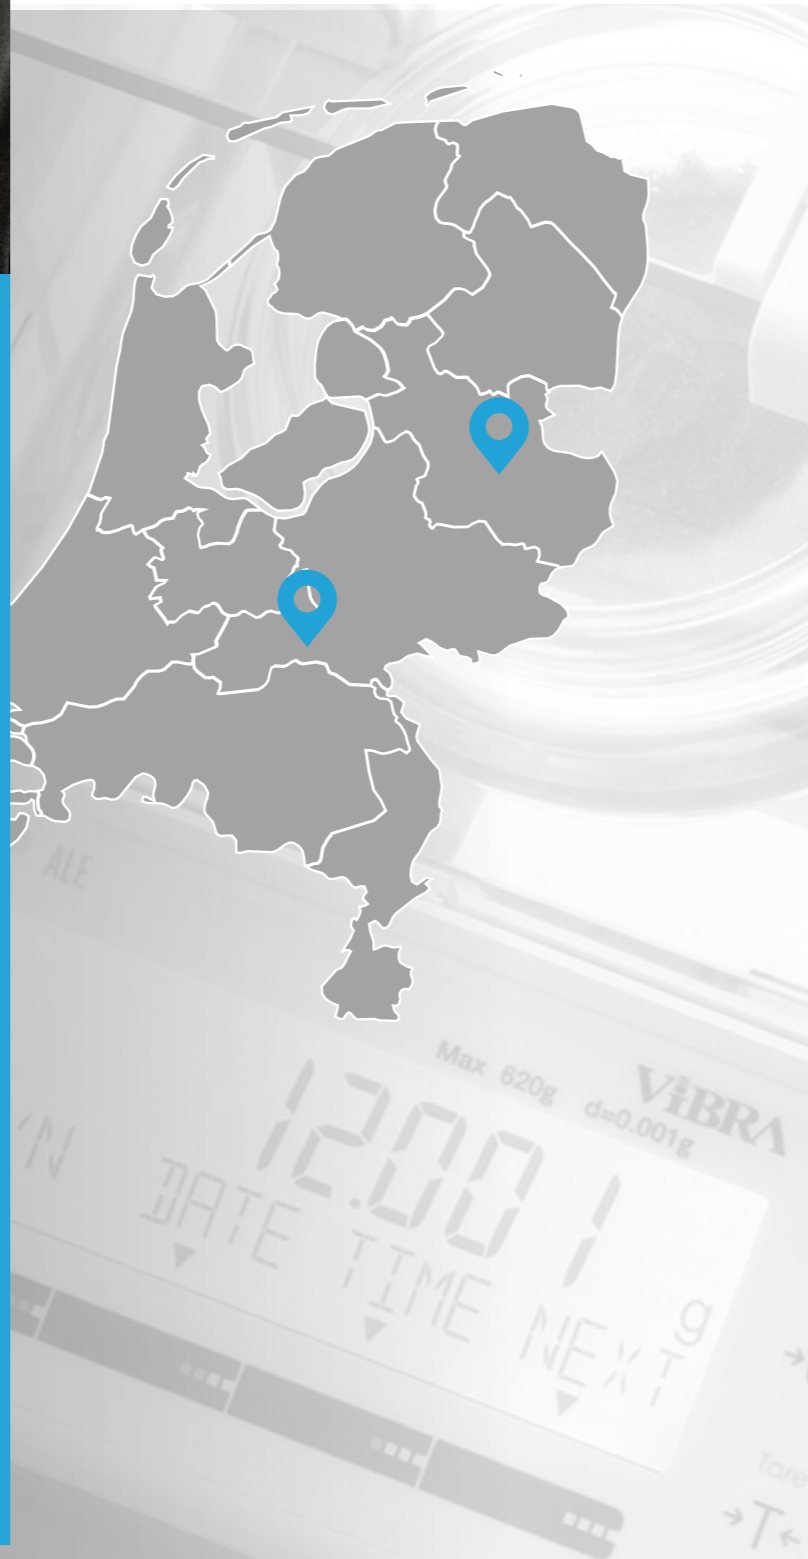 ALE
Max 620g d=0.001g
ViBRA
12.001 g
DATE TIME NEXT
Tare
→T←